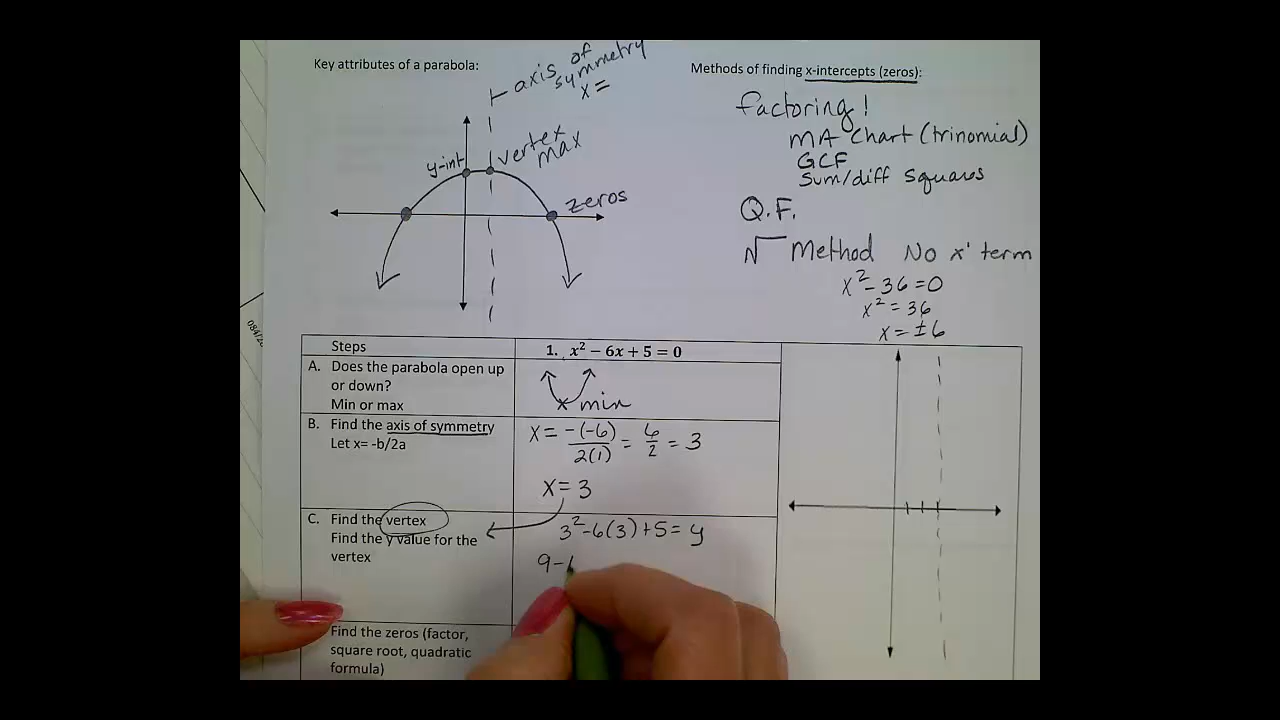 Key attributes of a parabola:
axis of
symmetry
x =
y-int
vertex
max
zeros
Methods of finding x-intercepts (zeros):
factoring!
MA Chart (trinomial)
GCF
Sum/diff Squares
Q.F.
√ Method No x' term
x² - 36 = 0
x² = 36
x = ±6
Steps
1. x² − 6x + 5 = 0
A. Does the parabola open up
or down?
Min or max
min
B. Find the axis of symmetry
Let x= -b/2a
x = -(-6)/2(1) = 6/2 = 3
x = 3
C. Find the vertex
Find the y value for the
vertex
3² - 6(3) + 5 = y
9 -
Find the zeros (factor,
square root, quadratic
formula)